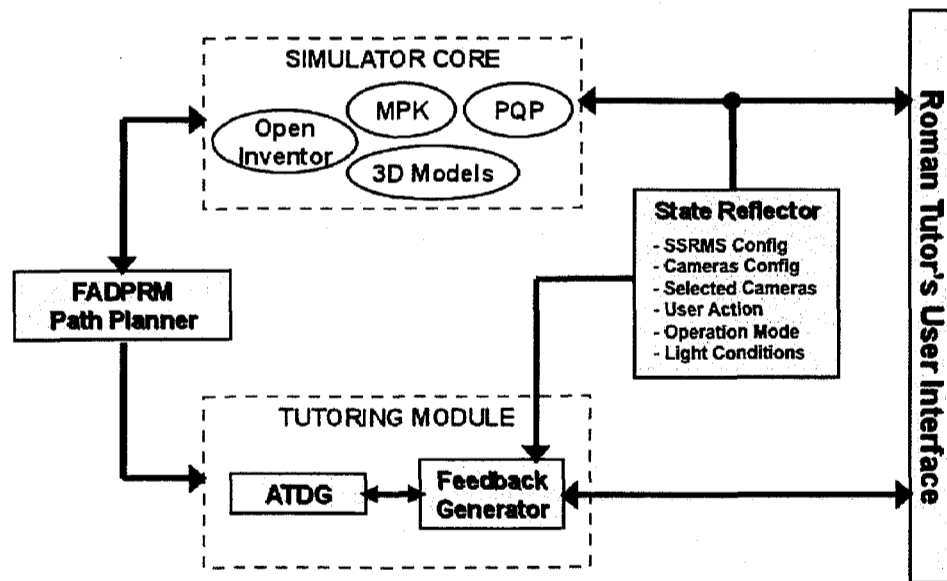 SIMULATOR CORE
MPK
PQP
Open
Inventor
3D Models
State Reflector
- SSRMS Config
- Cameras Config
- Selected Cameras
- User Action
- Operation Mode
- Light Conditions
FADPRM
Path Planner
TUTORING MODULE
ATDG
Feedback
Generator
Roman Tutor's User Interface